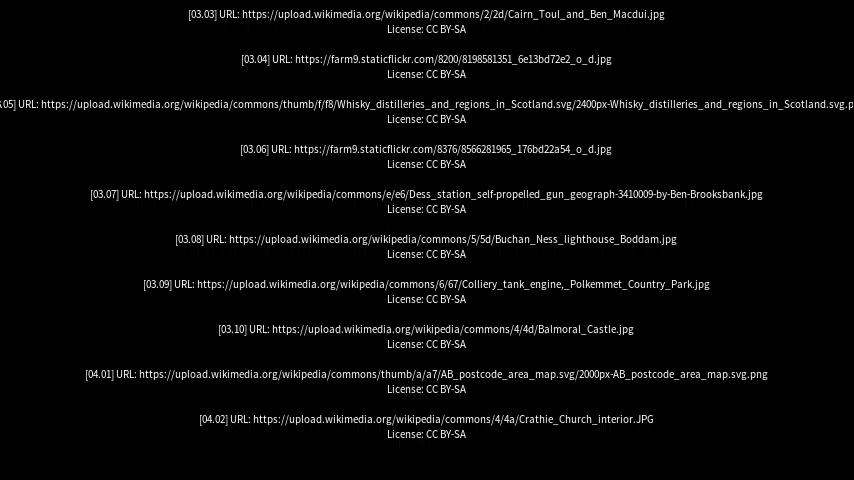 [03.03] URL: https://upload.wikimedia.org/wikipedia/commons/2/2d/Cairn_Toul_and_Ben_Macdui.jpg
License: CC BY-SA
[03.04] URL: https://farm9.staticflickr.com/8200/8198581351_6e13bd72e2_o_d.jpg
License: CC BY-SA
.05] URL: https://upload.wikimedia.org/wikipedia/commons/thumb/f/f8/Whisky_distilleries_and_regions_in_Scotland.svg/2400px-Whisky_distilleries_and_regions_in_Scotland.svg.p
License: CC BY-SA
[03.06] URL: https://farm9.staticflickr.com/8376/8566281965_176bd22a54_o_d.jpg
License: CC BY-SA
[03.07] URL: https://upload.wikimedia.org/wikipedia/commons/e/e6/Dess_station_self-propelled_gun_geograph-3410009-by-Ben-Brooksbank.jpg
License: CC BY-SA
[03.08] URL: https://upload.wikimedia.org/wikipedia/commons/5/5d/Buchan_Ness_lighthouse_Boddam.jpg
License: CC BY-SA
[03.09] URL: https://upload.wikimedia.org/wikipedia/commons/6/67/Colliery_tank_engine,_Polkemmet_Country_Park.jpg
License: CC BY-SA
[03.10] URL: https://upload.wikimedia.org/wikipedia/commons/4/4d/Balmoral_Castle.jpg
License: CC BY-SA
[04.01] URL: https://upload.wikimedia.org/wikipedia/commons/thumb/a/a7/AB_postcode_area_map.svg/2000px-AB_postcode_area_map.svg.png
License: CC BY-SA
[04.02] URL: https://upload.wikimedia.org/wikipedia/commons/4/4a/Crathie_Church_interior.JPG
License: CC BY-SA